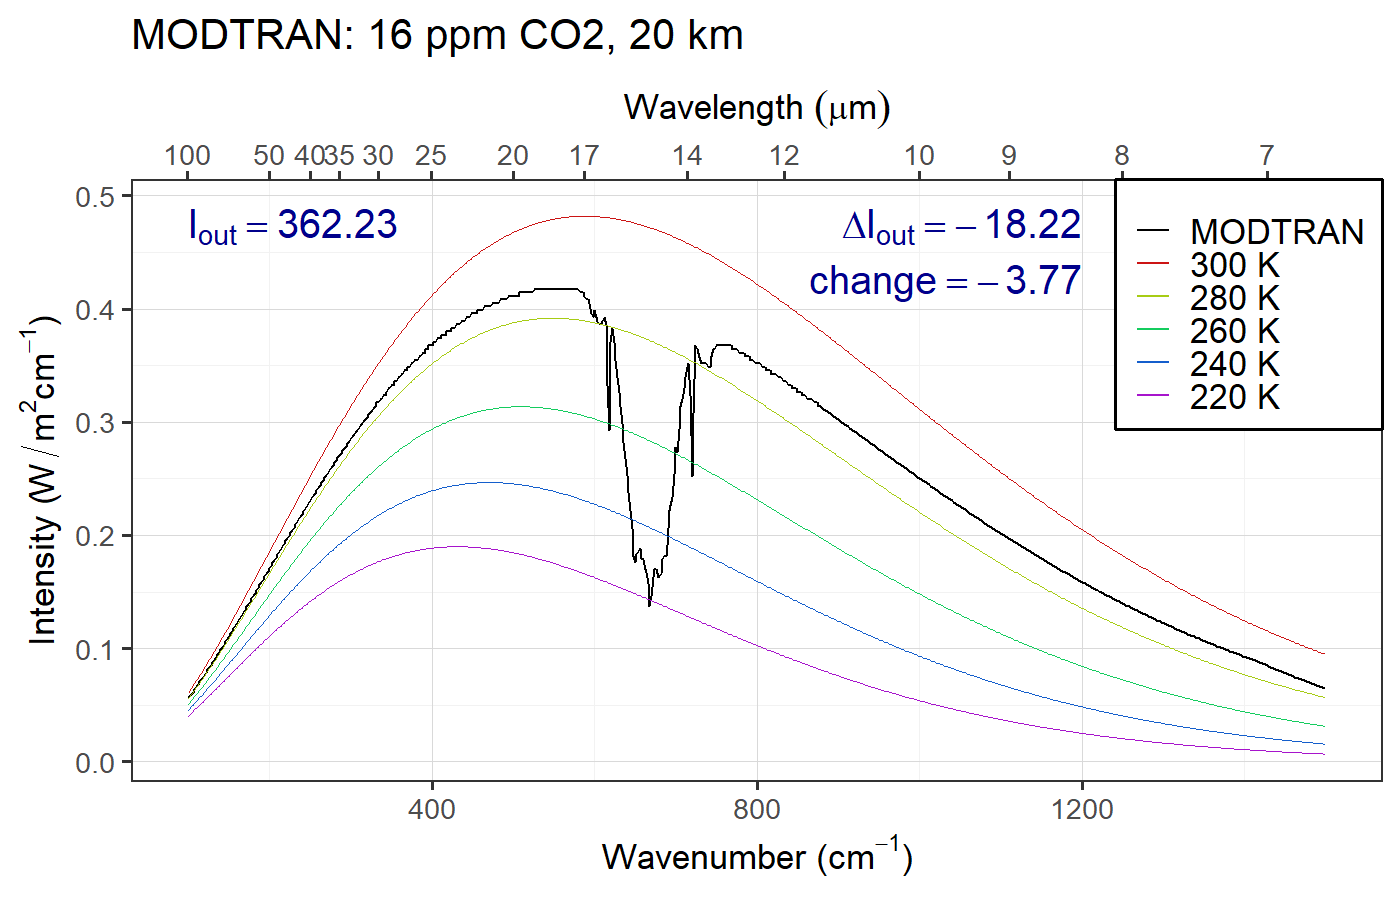 MODTRAN: 16 ppm CO2, 20 km
Wavelength (μm)
100 50 40 35 30 25 20 17 14 12 10 9 8 7
I_out = 362.23
ΔI_out = − 18.22
change = − 3.77
MODTRAN
300 K
280 K
260 K
240 K
220 K
Intensity (W / m²cm⁻¹)
0.5
0.4
0.3
0.2
0.1
0.0
400 800 1200
Wavenumber (cm⁻¹)